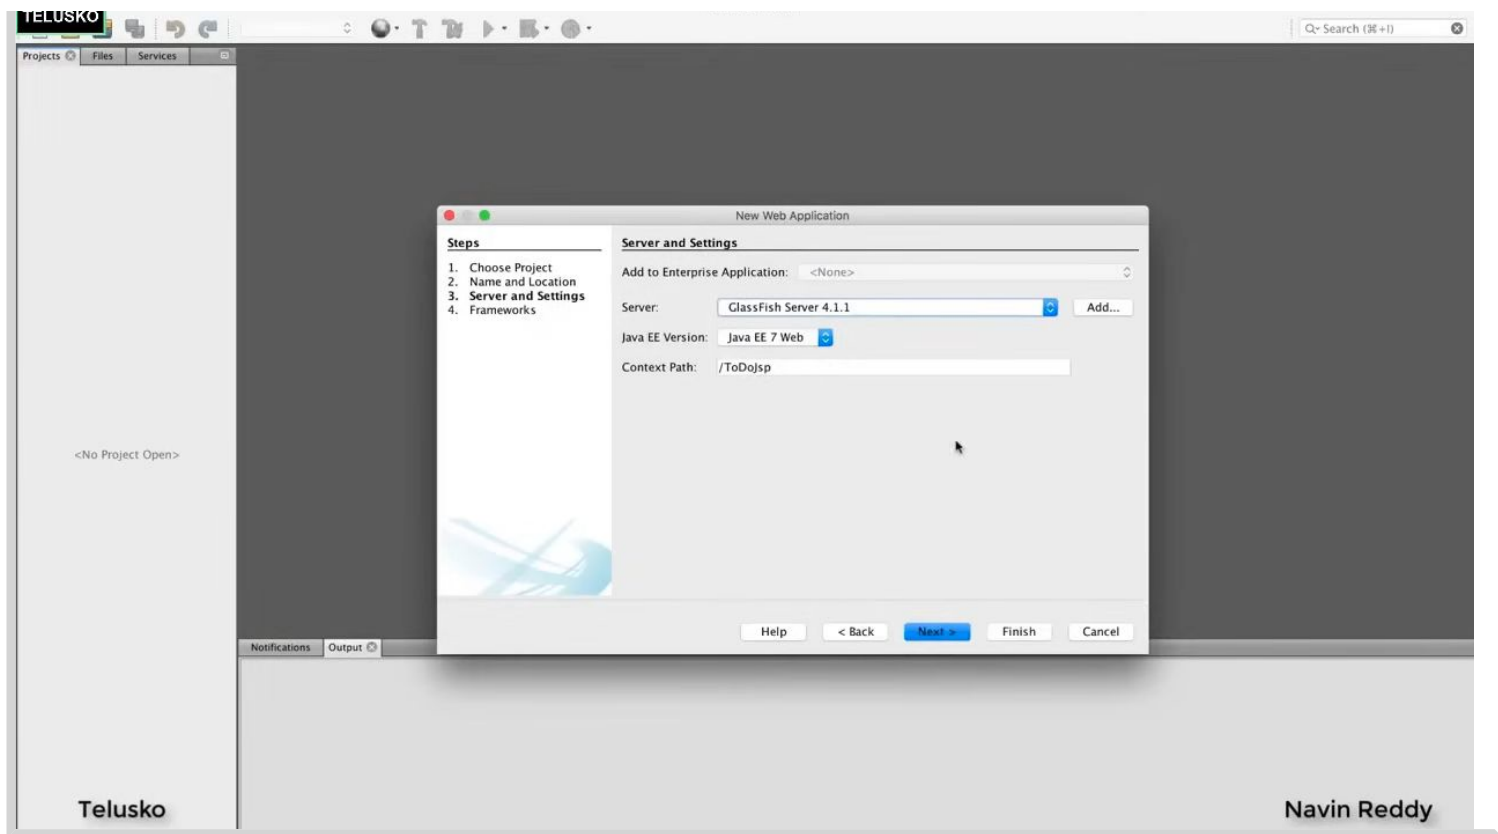 TELUSKO
Search (⌘+I)
Projects Files Services
New Web Application
Steps
Server and Settings
1. Choose Project
2. Name and Location
3. Server and Settings
4. Frameworks
Add to Enterprise Application: <None>
Server: GlassFish Server 4.1.1 Add...
Java EE Version: Java EE 7 Web
Context Path: /ToDoJsp
<No Project Open>
Help < Back Next > Finish Cancel
Notifications Output
Telusko
Navin Reddy